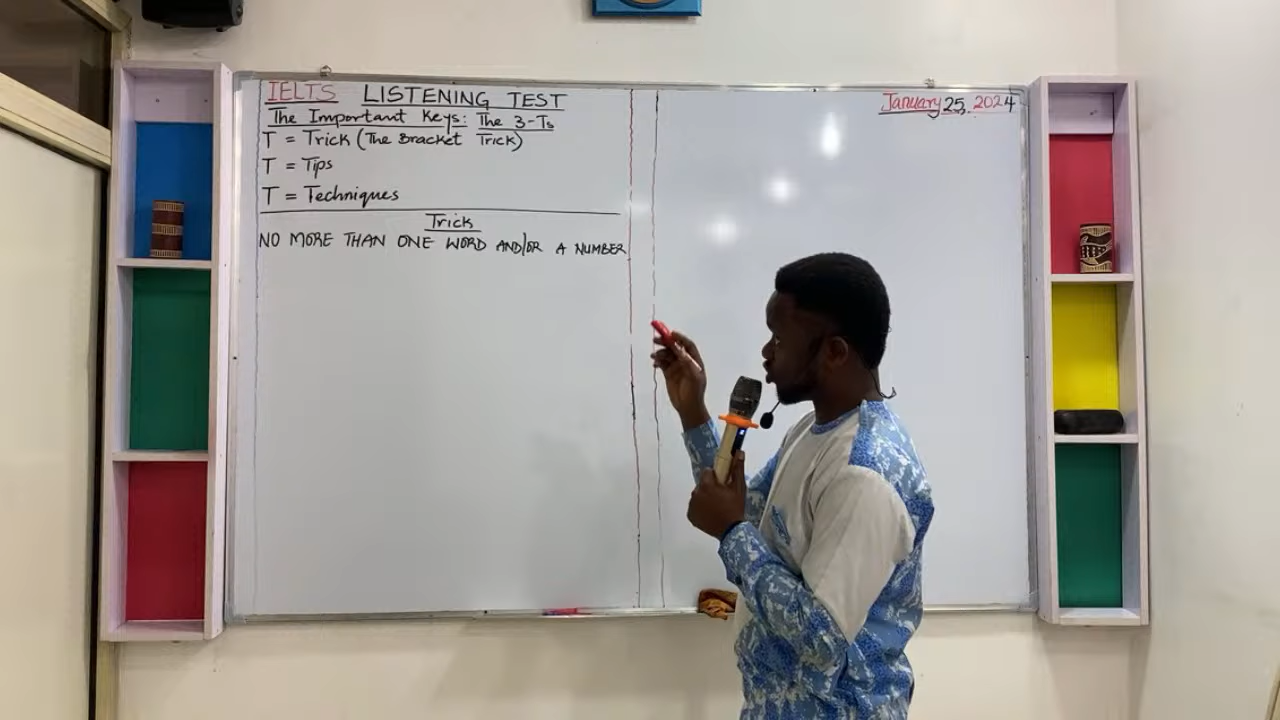 IELTS LISTENING TEST
The Important Keys: The 3-Ts
T = Trick (The Bracket Trick)
T = Tips
T = Techniques
Trick
NO MORE THAN ONE WORD AND/OR A NUMBER
January 25, 2024